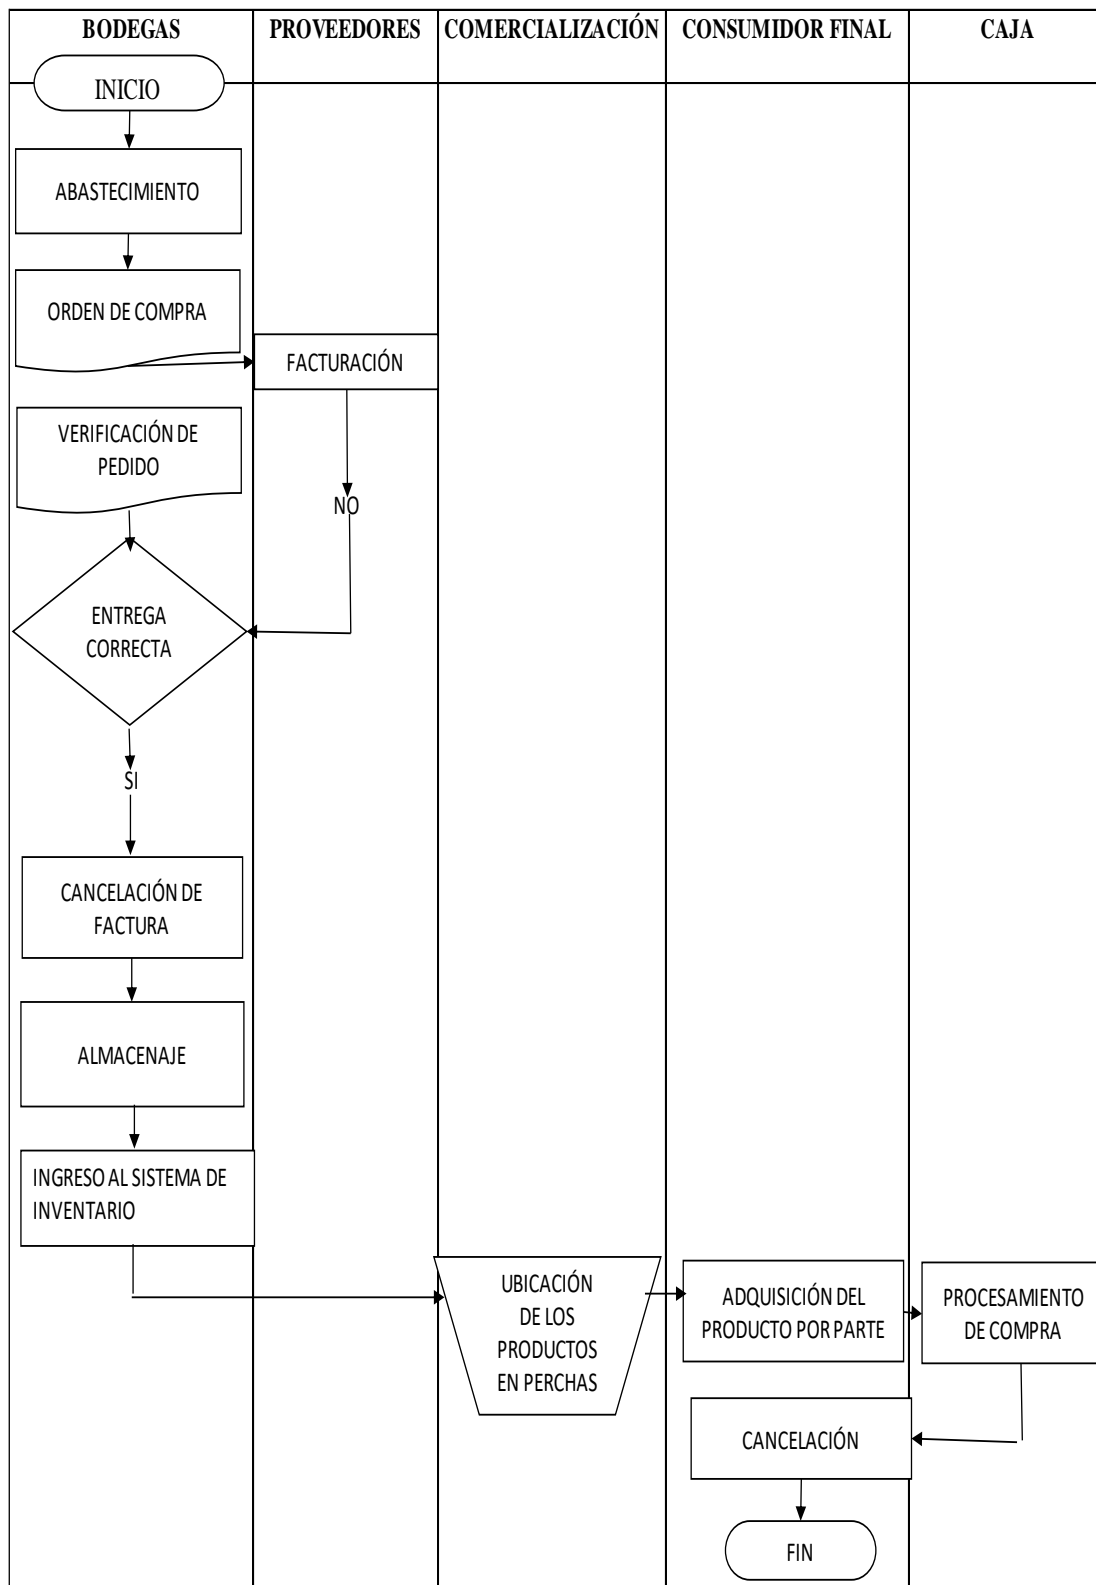 BODEGAS PROVEEDORES COMERCIALIZACIÓN CONSUMIDOR FINAL CAJA
INICIO
ABASTECIMIENTO
ORDEN DE COMPRA
FACTURACIÓN
VERIFICACIÓN DE
PEDIDO
NO
ENTREGA
CORRECTA
SI
CANCELACIÓN DE
FACTURA
ALMACENAJE
INGRESO AL SISTEMA DE
INVENTARIO
UBICACIÓN
DE LOS
PRODUCTOS
EN PERCHAS
ADQUISICIÓN DEL
PRODUCTO POR PARTE
PROCESAMIENTO
DE COMPRA
CANCELACIÓN
FIN